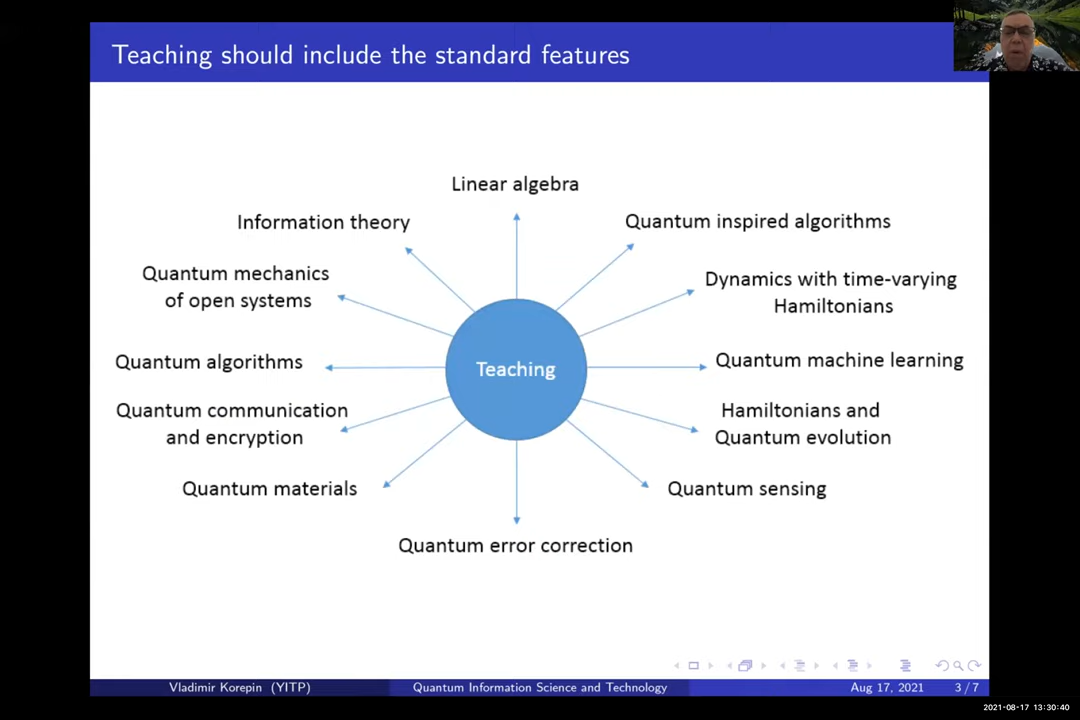 Teaching should include the standard features
Linear algebra
Information theory
Quantum inspired algorithms
Quantum mechanics
of open systems
Dynamics with time-varying
Hamiltonians
Quantum algorithms
Teaching
Quantum machine learning
Quantum communication
and encryption
Hamiltonians and
Quantum evolution
Quantum materials
Quantum sensing
Quantum error correction
Vladimir Korepin (YITP)
Quantum Information Science and Technology
Aug 17, 2021
3 / 7
2021-08-17 13:30:40